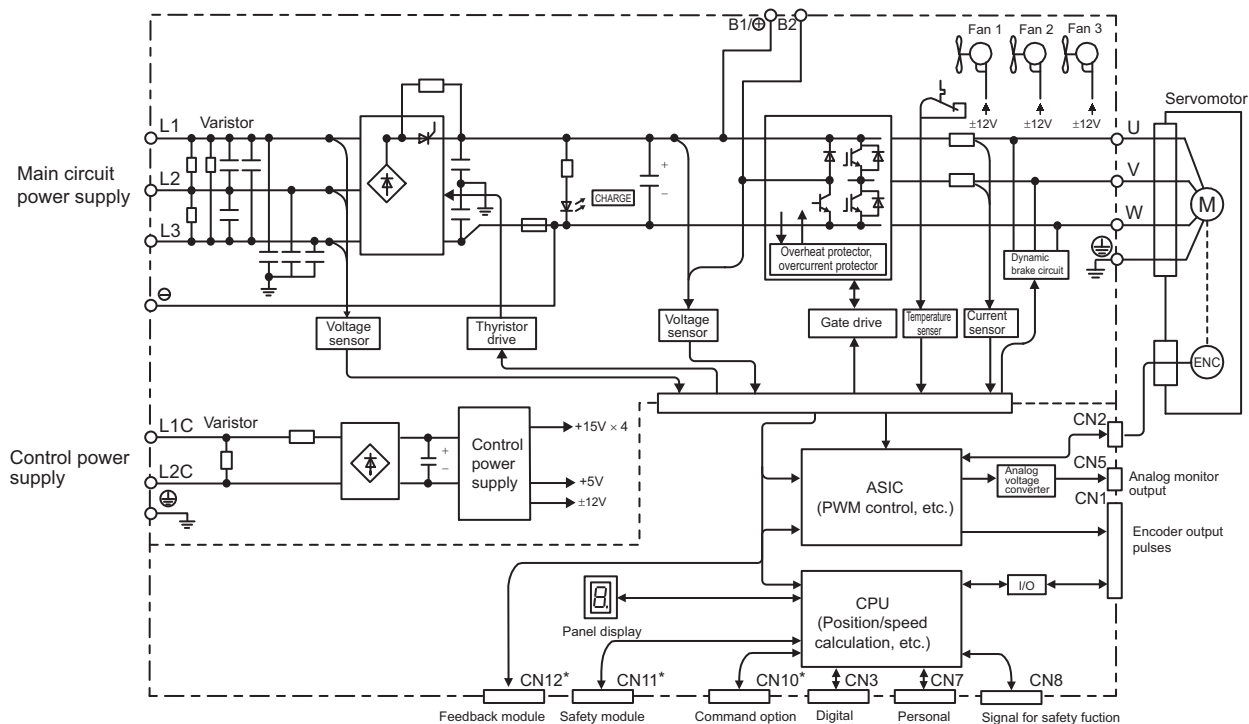 B1/⊕
B2
Fan 1
Fan 2
Fan 3
±12V
±12V
±12V
Servomotor
Main circuit
power supply
L1
L2
L3
⊖
Varistor
+
−
CHARGE
Overheat protector,
overcurrent protector
U
V
W
M
Dynamic
brake circuit
Voltage
sensor
Thyristor
drive
Voltage
sensor
Gate drive
Temperature
senser
Current
sensor
ENC
Control power
supply
L1C
L2C
Varistor
+
−
Control
power
supply
+15V × 4
+5V
±12V
ASIC
(PWM control, etc.)
Analog
voltage
converter
CN2
CN5
Analog monitor
output
CN1
Encoder output
pulses
I/O
CPU
(Position/speed
calculation, etc.)
8.
Panel display
CN12*
CN11*
CN10*
CN3
CN7
CN8
Feedback module
Safety module
Command option
Digital
Personal
Signal for safety fuction